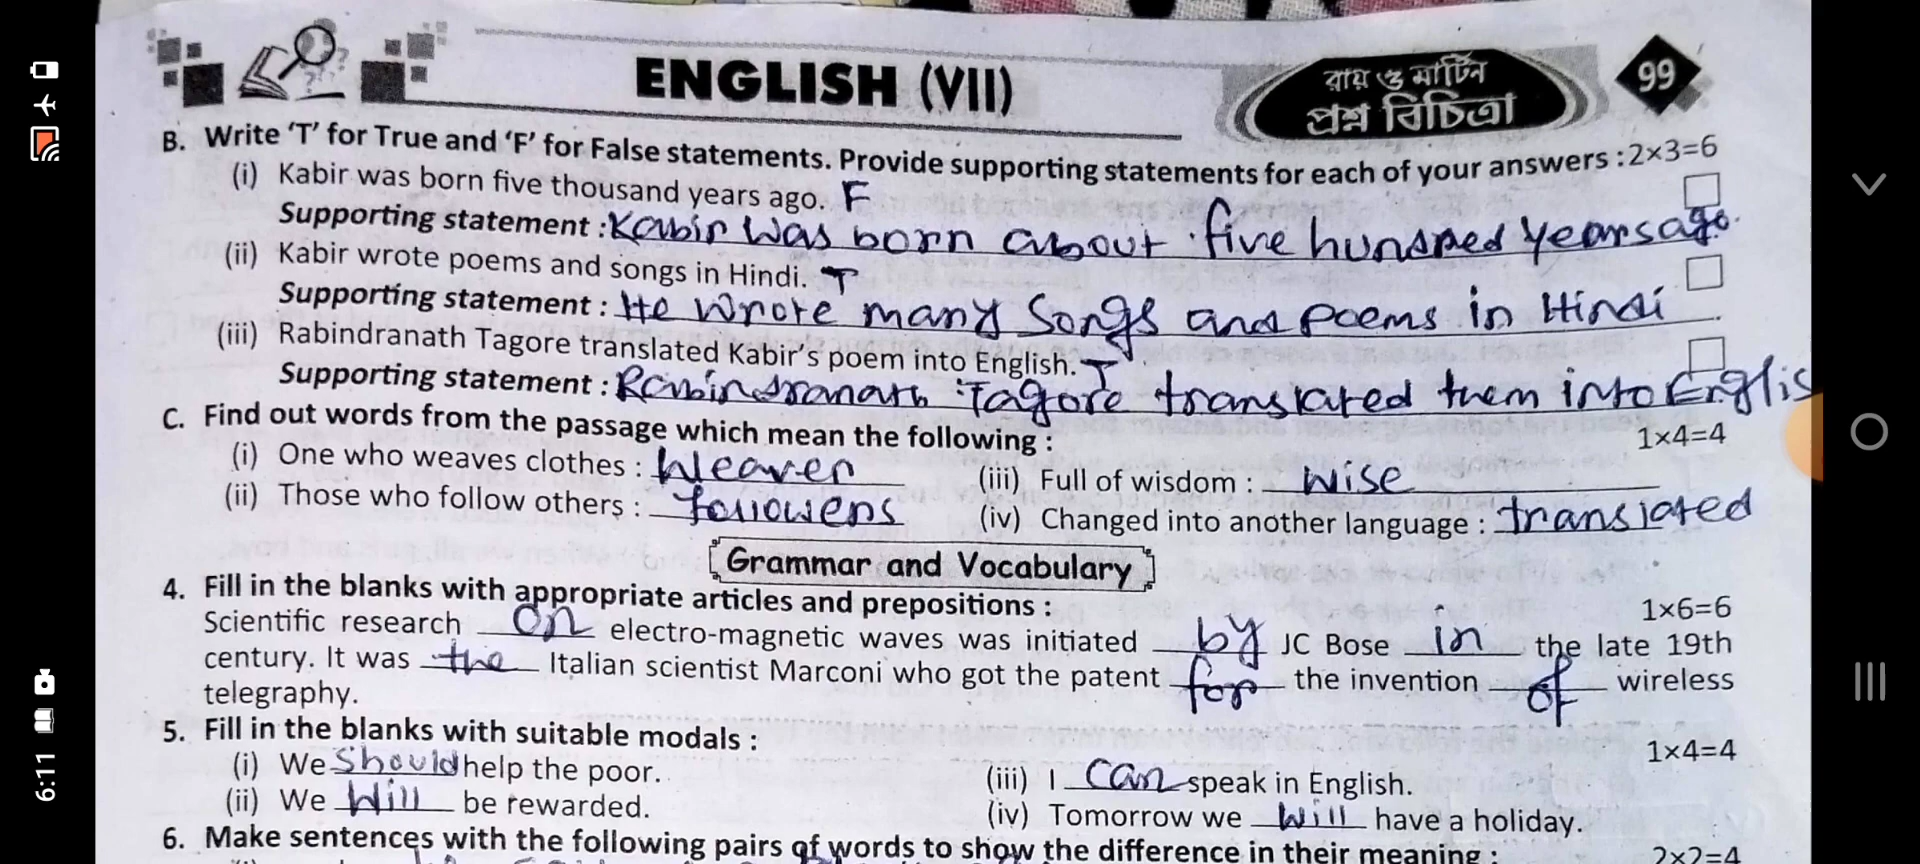 ENGLISH (VII)
রায় ও মার্টিন
প্রশ্ন বিচিত্রা
99
B. Write ‘T’ for True and ‘F’ for False statements. Provide supporting statements for each of your answers : 2×3=6
(i) Kabir was born five thousand years ago. F
Supporting statement : Kabir was born about five hundred years ago.
(ii) Kabir wrote poems and songs in Hindi. T
Supporting statement : He wrote many songs and poems in Hindi
(iii) Rabindranath Tagore translated Kabir’s poem into English. T
Supporting statement : Rabindranath Tagore translated them into Englis
C. Find out words from the passage which mean the following : 1×4=4
(i) One who weaves clothes : Weaver (iii) Full of wisdom : wise
(ii) Those who follow others : followers (iv) Changed into another language : translated
Grammar and Vocabulary
4. Fill in the blanks with appropriate articles and prepositions : 1×6=6
Scientific research on electro-magnetic waves was initiated by JC Bose in the late 19th
century. It was the Italian scientist Marconi who got the patent for the invention of wireless
telegraphy.
5. Fill in the blanks with suitable modals : 1×4=4
(i) We should help the poor. (iii) I can speak in English.
(ii) We will be rewarded. (iv) Tomorrow we will have a holiday.
6. Make sentences with the following pairs of words to show the difference in their meaning : 2×2=4
6:11